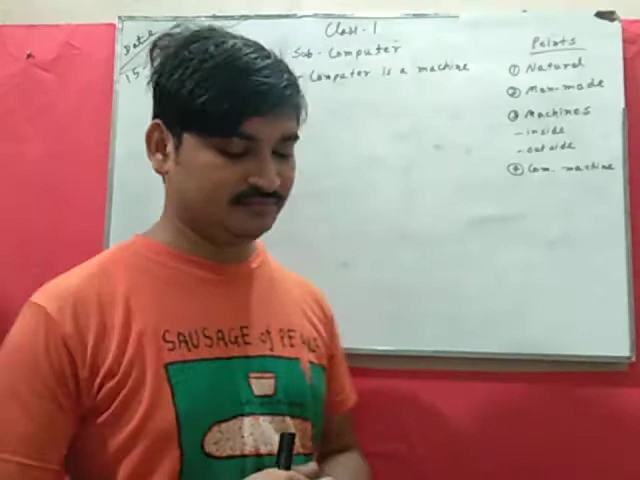 Date
Class-1
Sub-Computer
15
- Computer is a machine
Points
① Natural
② Man-made
③ Machines
- inside
- outside
④ Com. machine
SAUSAGE of PE